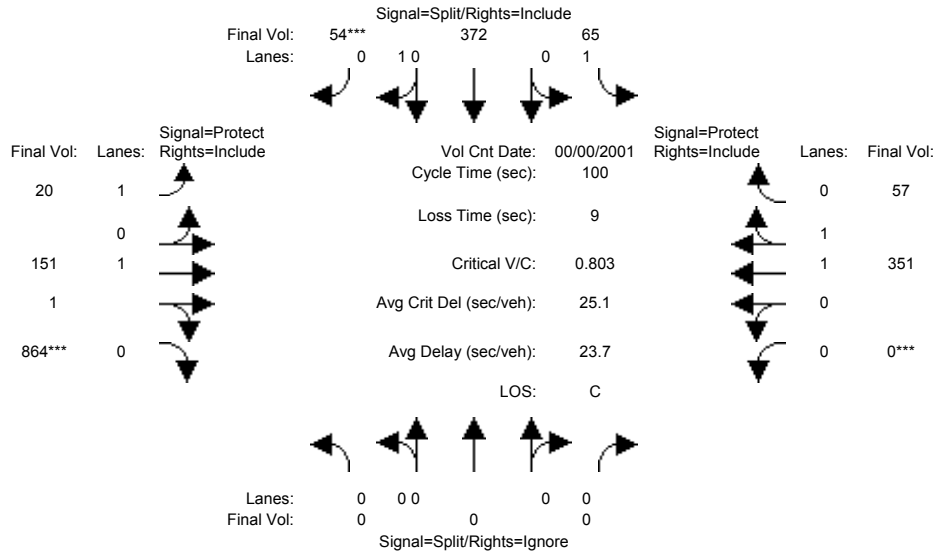 Signal=Split/Rights=Include
Final Vol: 54*** 372 65
Lanes: 0 1 0 0 1
Signal=Protect Signal=Protect
Final Vol: Lanes: Rights=Include Vol Cnt Date: 00/00/2001 Rights=Include Lanes: Final Vol:
Cycle Time (sec): 100
20 1 0 57
Loss Time (sec): 9
0 1
151 1 Critical V/C: 0.803 1 351
1 Avg Crit Del (sec/veh): 25.1 0
864*** 0 Avg Delay (sec/veh): 23.7 0 0***
LOS: C
Lanes: 0 0 0 0 0
Final Vol: 0 0 0
Signal=Split/Rights=Ignore